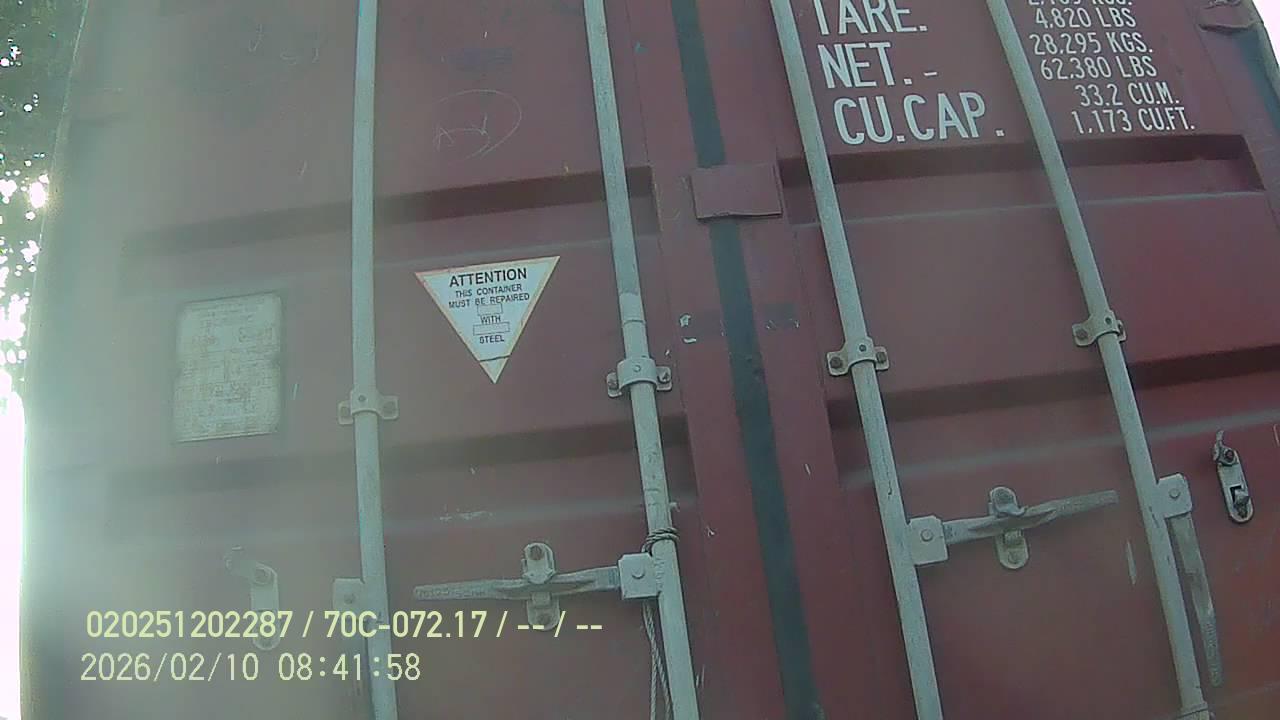 TARE.
4,820 LBS
NET. -
28,295 KGS.
62,380 LBS
CU.CAP.
33.2 CU.M.
1,173 CU.FT.
ATTENTION
THIS CONTAINER
MUST BE REPAIRED
WITH
STEEL
020251202287 / 70C-072.17 / -- / --
2026/02/10 08:41:58